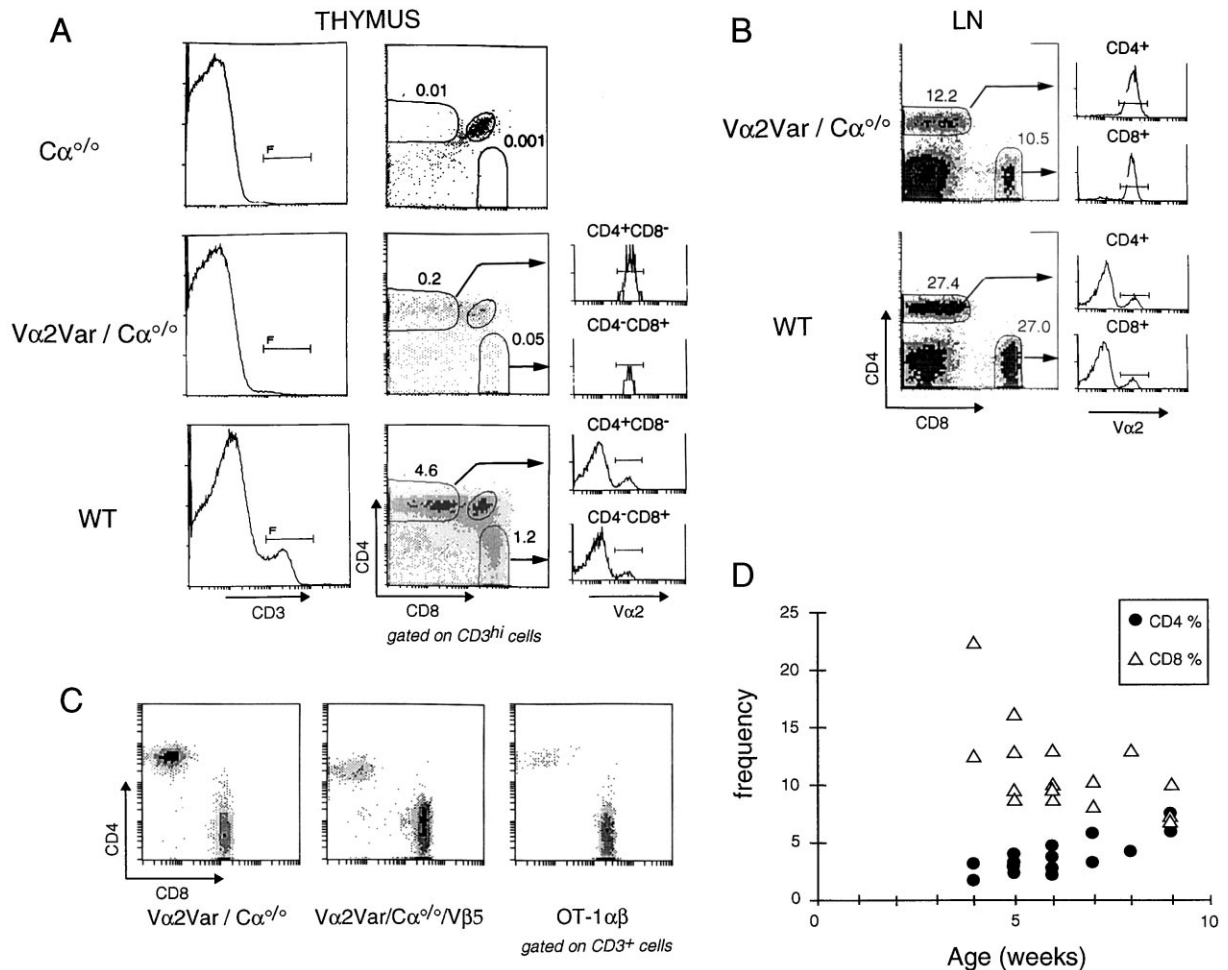 A
THYMUS
Cα°/°
F
0.01
0.001
Vα2Var / Cα°/°
F
0.2
0.05
CD4+CD8-
CD4-CD8+
WT
F
4.6
1.2
CD4+CD8-
CD4-CD8+
CD3
CD4
CD8
Vα2
gated on CD3hi cells
B
LN
Vα2Var / Cα°/°
12.2
10.5
CD4+
CD8+
WT
27.4
27.0
CD4+
CD8+
CD4
CD8
Vα2
C
CD4
CD8
Vα2Var / Cα°/°
Vα2Var/Cα°/°/Vβ5
OT-1αβ
gated on CD3+ cells
D
frequency
25
20
15
10
5
0
0
5
10
Age (weeks)
CD4 %
CD8 %